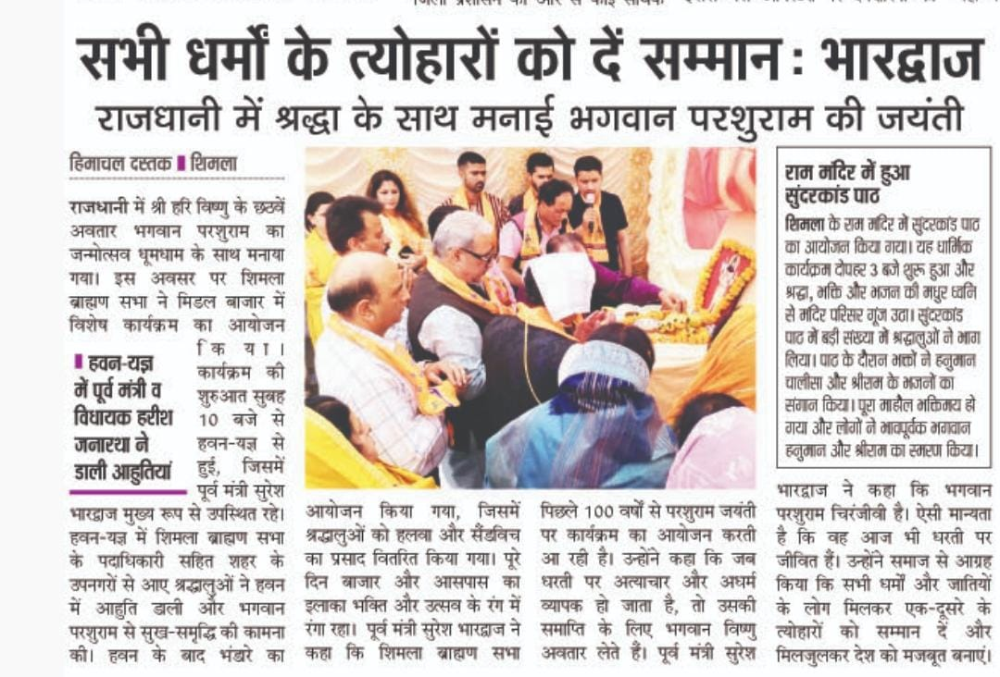 सभी धर्मों के त्योहारों को दें सम्मान : भारद्वाज
राजधानी में श्रद्धा के साथ मनाई भगवान परशुराम की जयंती
हिमाचल दस्तक ▮ शिमला
राजधानी में श्री हरि विष्णु के छठवें
अवतार भगवान परशुराम का
जन्मोत्सव धूमधाम के साथ मनाया
गया। इस अवसर पर शिमला
ब्राह्मण सभा ने मिडल बाजार में
विशेष कार्यक्रम का आयोजन
किया।
कार्यक्रम की
शुरुआत सुबह
10 बजे से
हवन-यज्ञ से
हुई, जिसमें
पूर्व मंत्री सुरेश
भारद्वाज मुख्य रूप से उपस्थित रहे।
हवन-यज्ञ में शिमला ब्राह्मण सभा
के पदाधिकारी सहित शहर के
उपनगरों से आए श्रद्धालुओं ने हवन
में आहुति डाली और भगवान
परशुराम से सुख-समृद्धि की कामना
की। हवन के बाद भंडारे का
▮ हवन-यज्ञ
में पूर्व मंत्री व
विधायक हरीश
जनारथा ने
डाली आहुतियां
आयोजन किया गया, जिसमें
श्रद्धालुओं को हलवा और सैंडविच
का प्रसाद वितरित किया गया। पूरे
दिन बाजार और आसपास का
इलाका भक्ति और उत्सव के रंग में
रंगा रहा। पूर्व मंत्री सुरेश भारद्वाज ने
कहा कि शिमला ब्राह्मण सभा
पिछले 100 वर्षों से परशुराम जयंती
पर कार्यक्रम का आयोजन करती
आ रही है। उन्होंने कहा कि जब
धरती पर अत्याचार और अधर्म
व्यापक हो जाता है, तो उसकी
समाप्ति के लिए भगवान विष्णु
अवतार लेते हैं। पूर्व मंत्री सुरेश
भारद्वाज ने कहा कि भगवान
परशुराम चिरंजीवी है। ऐसी मान्यता
है कि वह आज भी धरती पर
जीवित हैं। उन्होंने समाज से आग्रह
किया कि सभी धर्मों और जातियों
के लोग मिलकर एक-दूसरे के
त्योहारों को सम्मान दें और
मिलजुलकर देश को मजबूत बनाएं।
राम मंदिर में हुआ
सुंदरकांड पाठ
शिमला के राम मंदिर में सुंदरकांड पाठ
का आयोजन किया गया। यह धार्मिक
कार्यक्रम दोपहर 3 बजे शुरू हुआ और
श्रद्धा, भक्ति और भजन की मधुर ध्वनि
से मंदिर परिसर गूंज उठा। सुंदरकांड
पाठ में बड़ी संख्या में श्रद्धालुओं ने भाग
लिया। पाठ के दौरान भक्तों ने हनुमान
चालीसा और श्रीराम के भजनों का
संगान किया। पूरा माहौल भक्तिमय हो
गया और लोगों ने भावपूर्वक भगवान
हनुमान और श्रीराम का स्मरण किया।